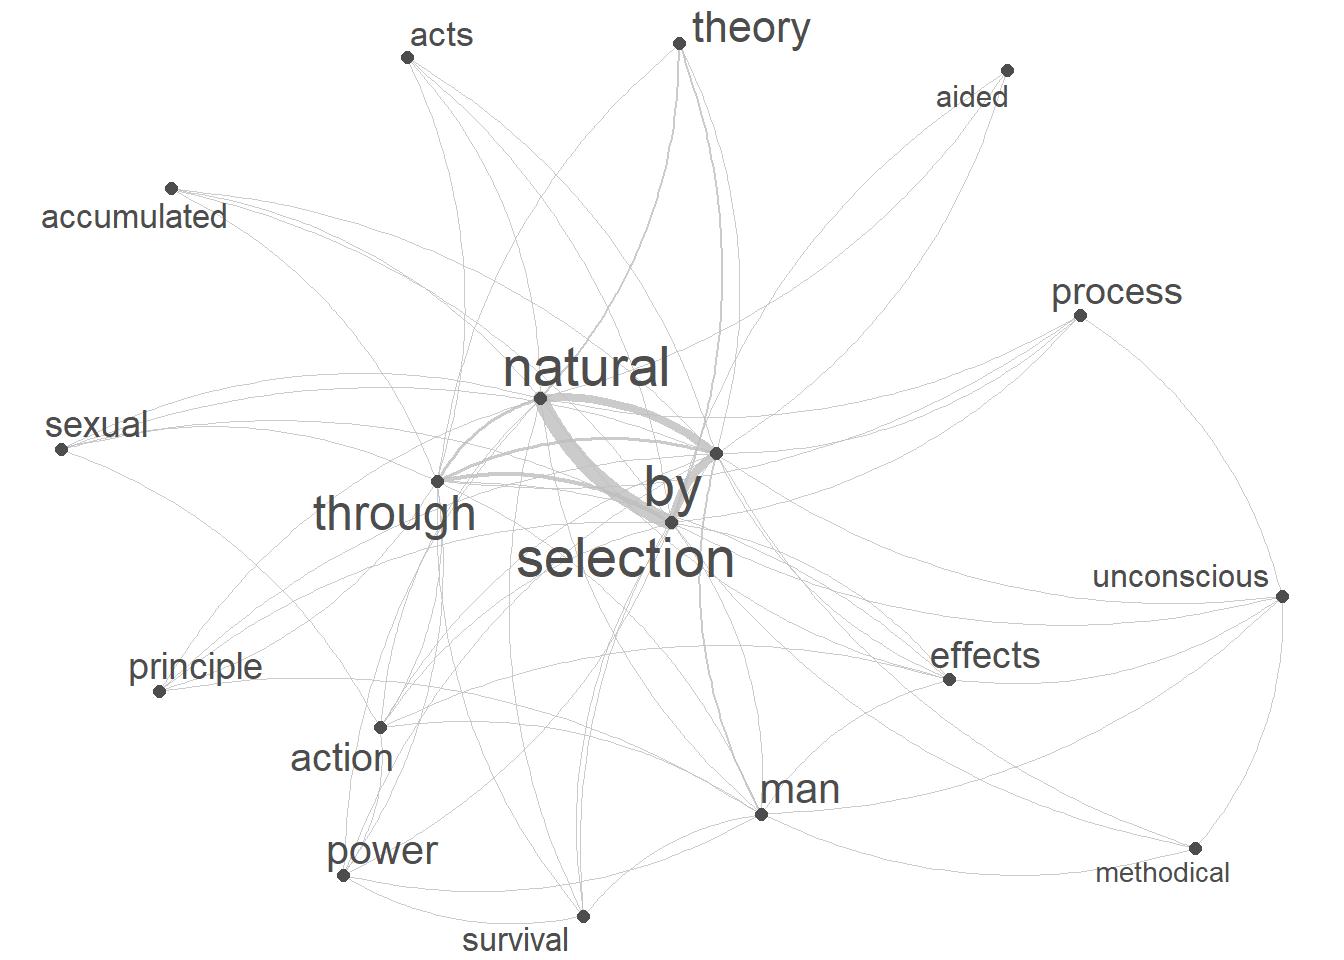 theory
acts
aided
accumulated
process
natural
sexual
by
through
selection
unconscious
effects
principle
action
man
power
methodical
survival